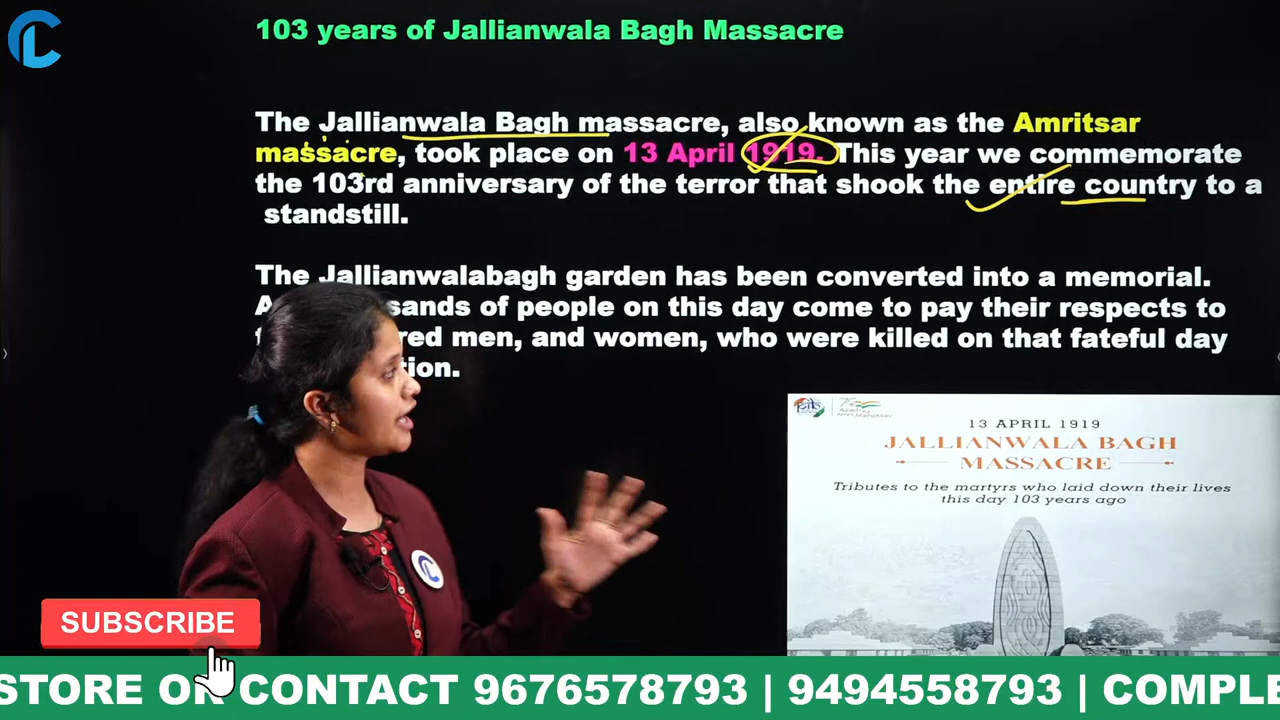 103 years of Jallianwala Bagh Massacre
The Jallianwala Bagh massacre, also known as the Amritsar
massacre, took place on 13 April 1919. This year we commemorate
the 103rd anniversary of the terror that shook the entire country to a
standstill.
The Jallianwalabagh garden has been converted into a memorial.
of people on this day come to pay their respects to
men, and women, who were killed on that fateful day
13 APRIL 1919
JALLIANWALA BAGH
MASSACRE
Tributes to the martyrs who laid down their lives
this day 103 years ago
SUBSCRIBE
STORE OR CONTACT 9676578793 | 9494558793 |